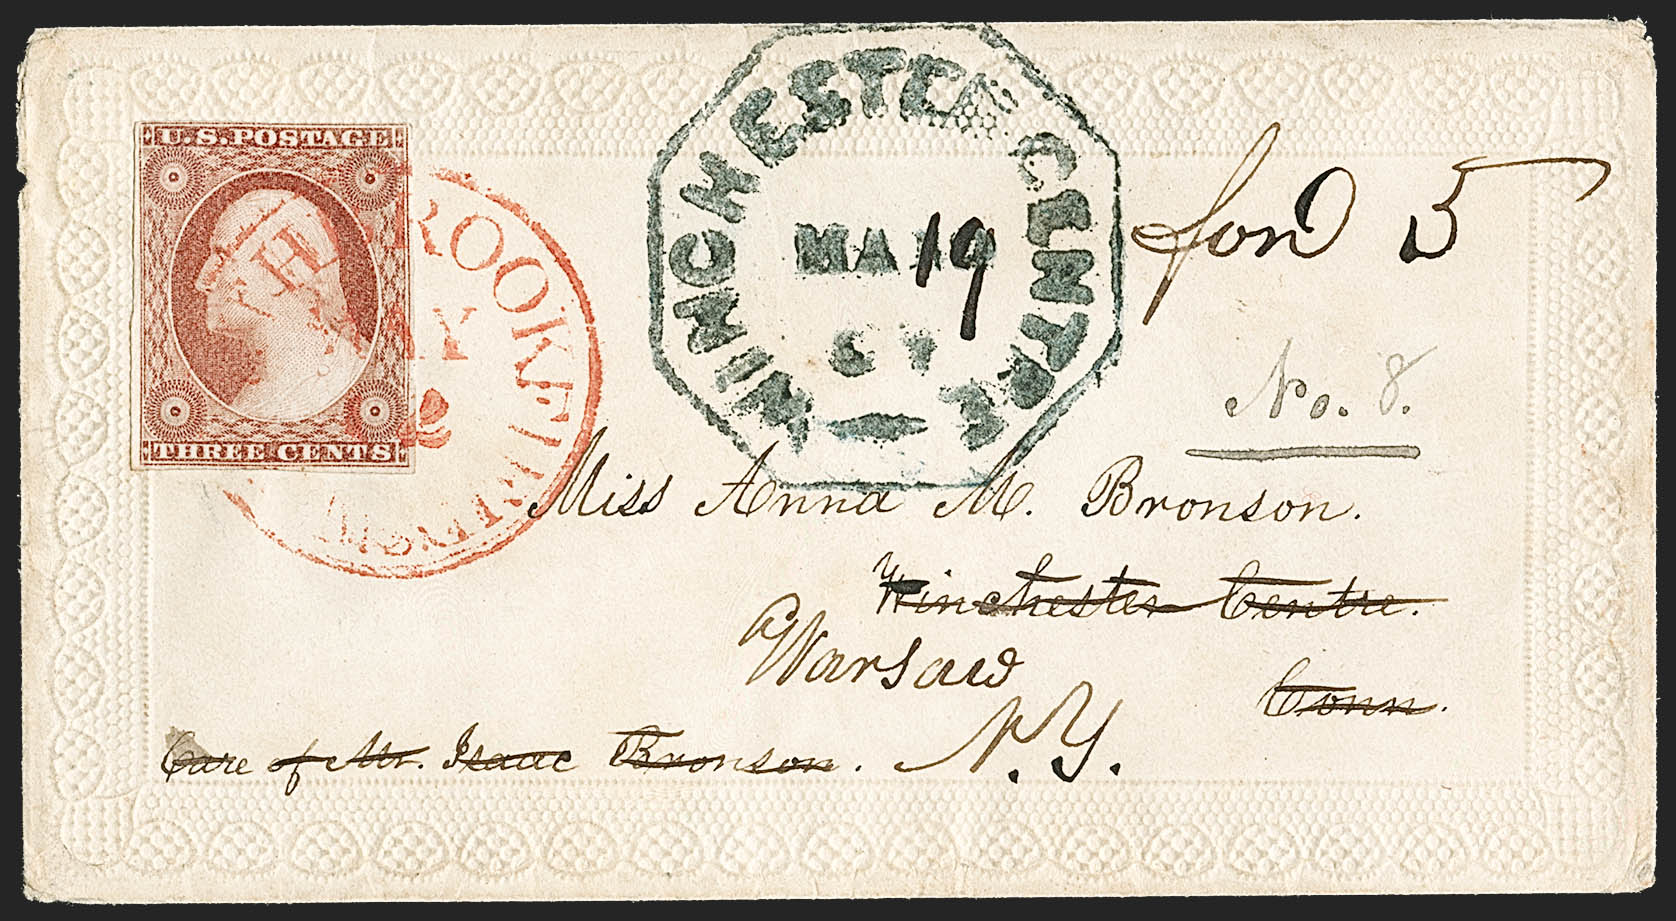 U.S. POSTAGE
THREE CENTS
WINCHESTER CENTRE
MA 19
ford 5
No. 8.
Miss Anna M. Bronson.
Winchester Centre.
Warsaw
Conn.
Care of Mr. Isaac Bronson.
N.Y.